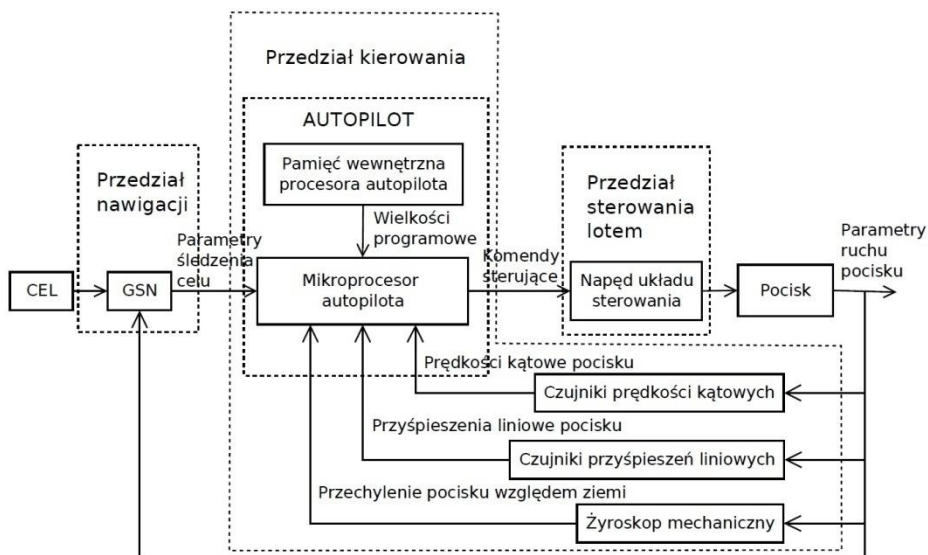 Przedział kierowania
AUTOPILOT
Pamięć wewnętrzna
procesora autopilota
Przedział
nawigacji
Przedział
sterowania
lotem
Wielkości
programowe
Parametry
śledzenia
celu
Komendy
sterujące
Parametry
ruchu
pocisku
CEL
GSN
Mikroprocesor
autopilota
Napęd układu
sterowania
Pocisk
Prędkości kątowe pocisku
Czujniki prędkości kątowych
Przyśpieszenia liniowe pocisku
Czujniki przyśpieszeń liniowych
Przechylenie pocisku względem ziemi
Żyroskop mechaniczny